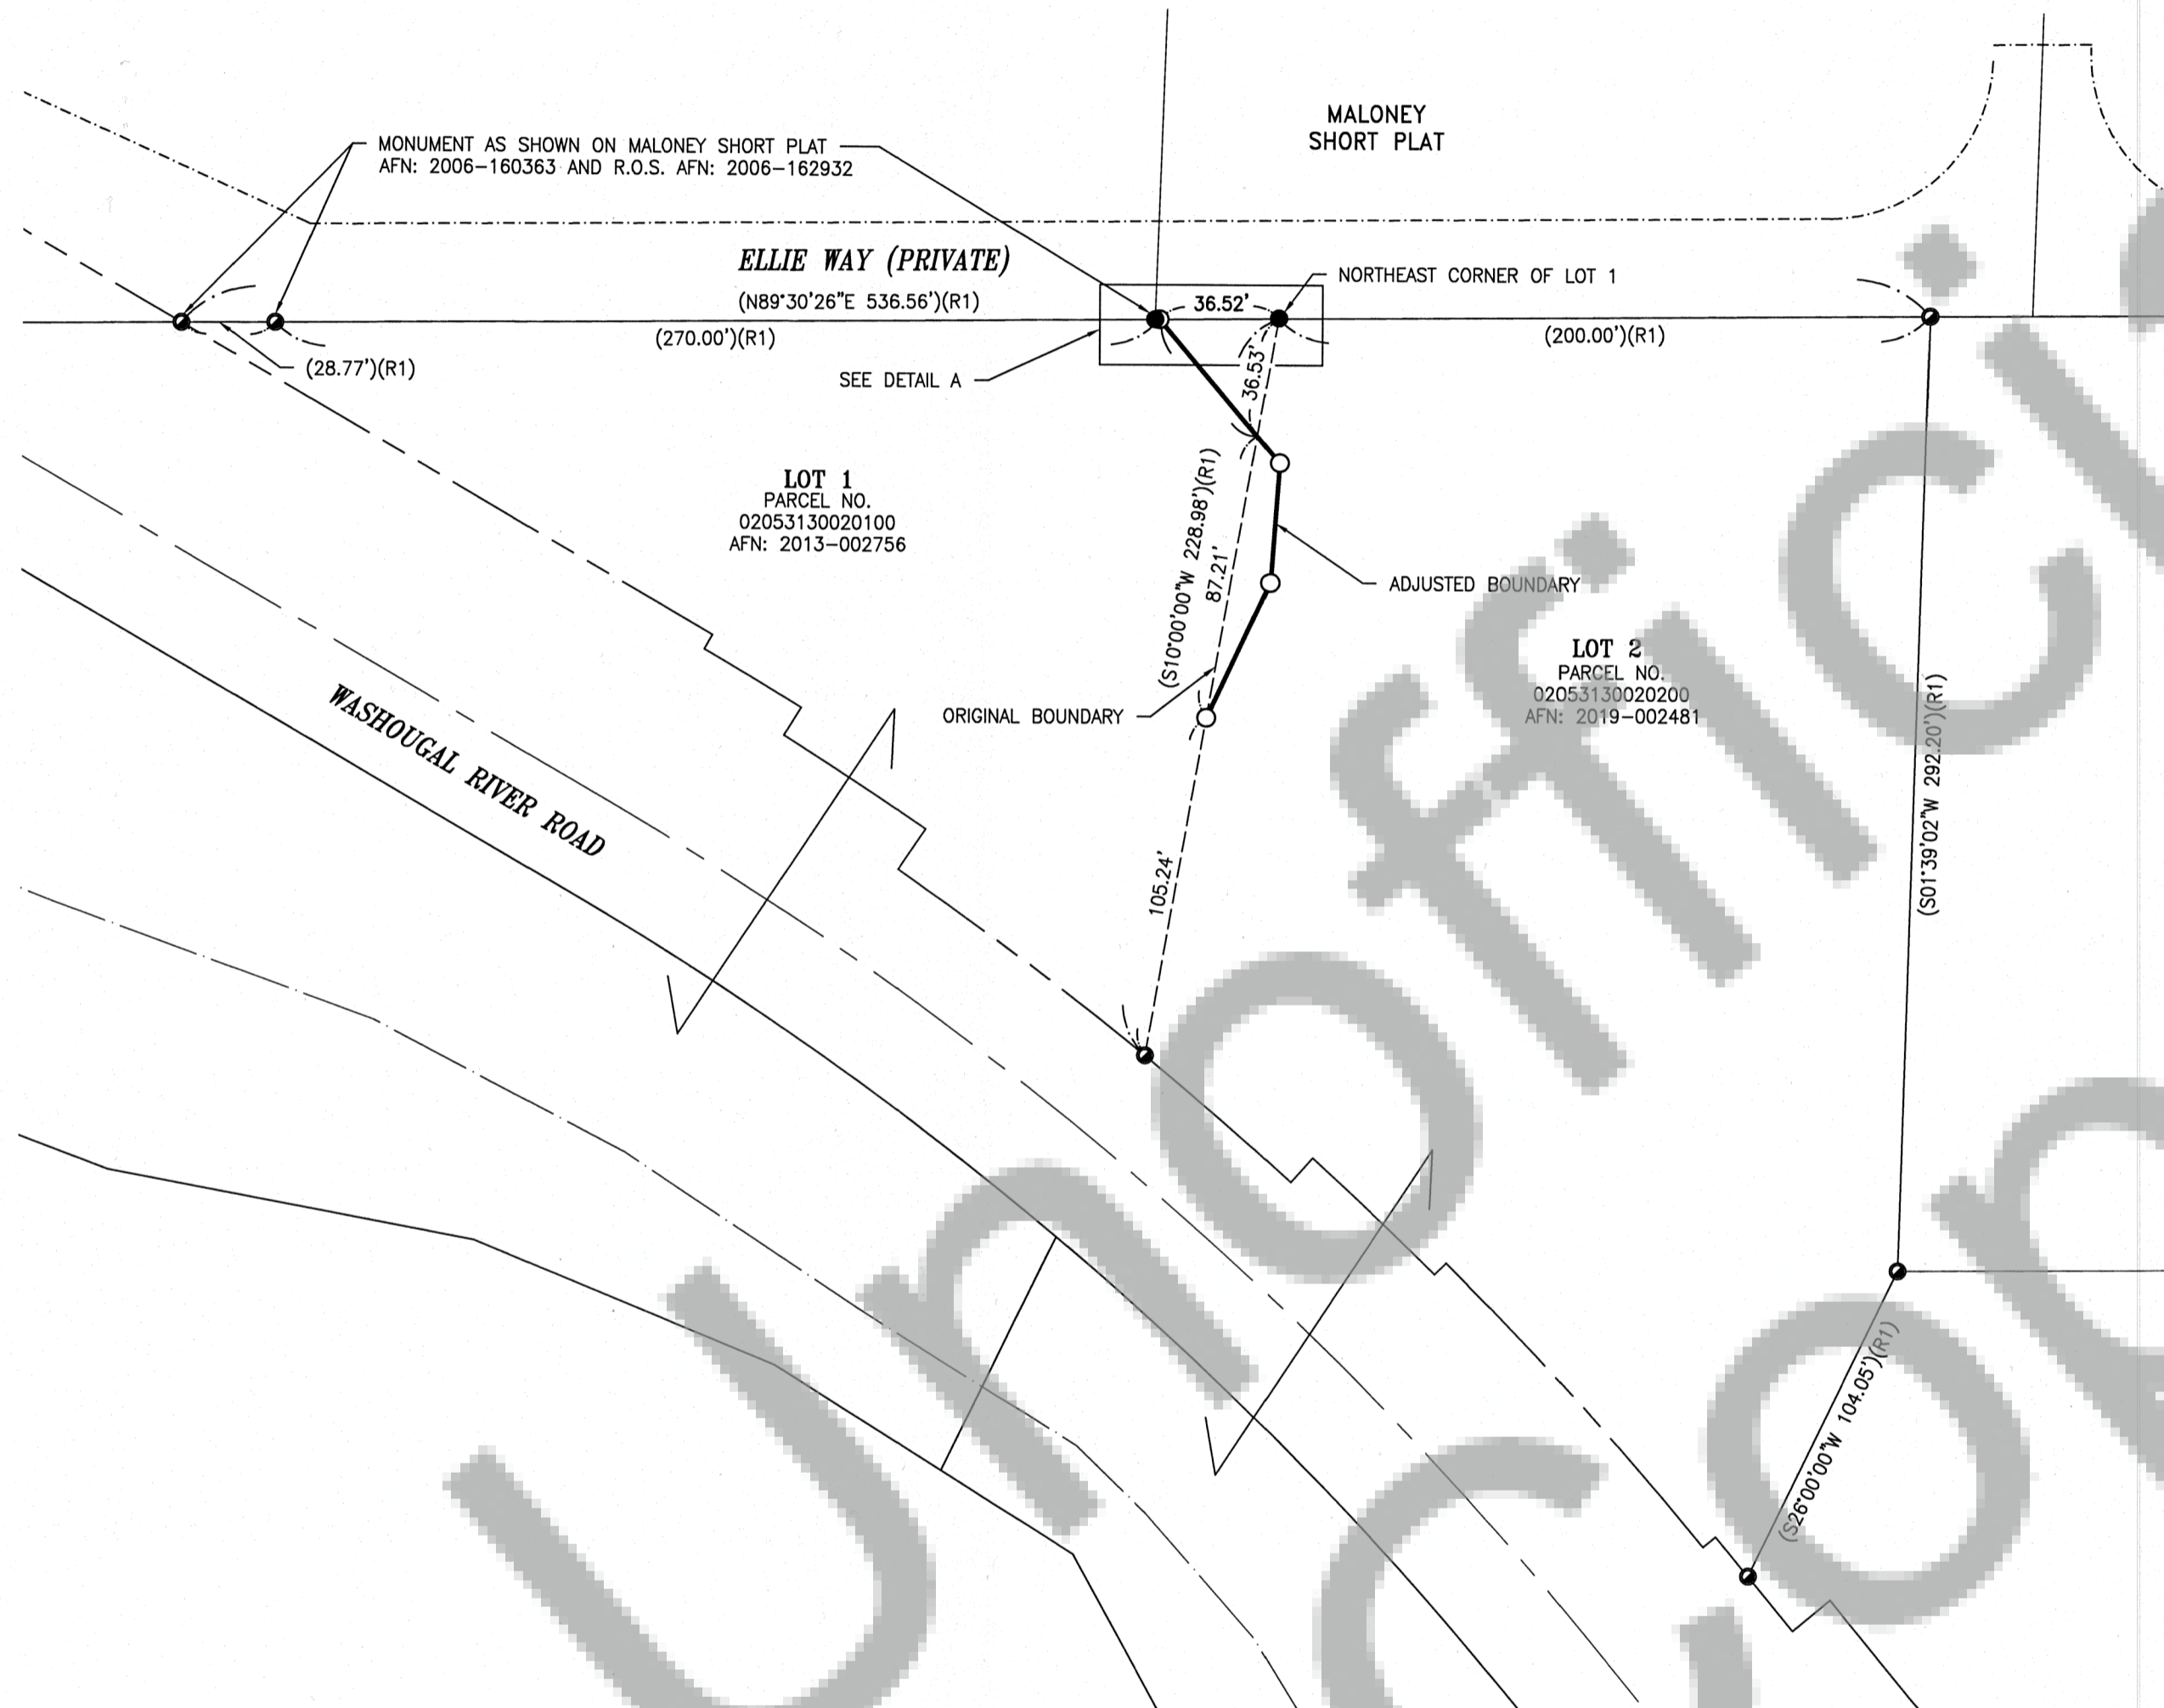 MALONEY
SHORT PLAT
MONUMENT AS SHOWN ON MALONEY SHORT PLAT
AFN: 2006-160363 AND R.O.S. AFN: 2006-162932
ELLIE WAY (PRIVATE)
(N89°30'26"E 536.56')(R1)
36.52'
NORTHEAST CORNER OF LOT 1
(270.00')(R1)
(200.00')(R1)
(28.77')(R1)
SEE DETAIL A
36.53'
LOT 1
PARCEL NO.
02053130020100
AFN: 2013-002756
(S10°00'00"W 228.98')(R1)
87.21'
ADJUSTED BOUNDARY
LOT 2
PARCEL NO.
02053130020200
AFN: 2019-002481
ORIGINAL BOUNDARY
WASHOUGAL RIVER ROAD
105.24'
(S01°39'02"W 292.20')(R1)
(S26°00'00"W 104.05')(R1)
Unoffici
Cop